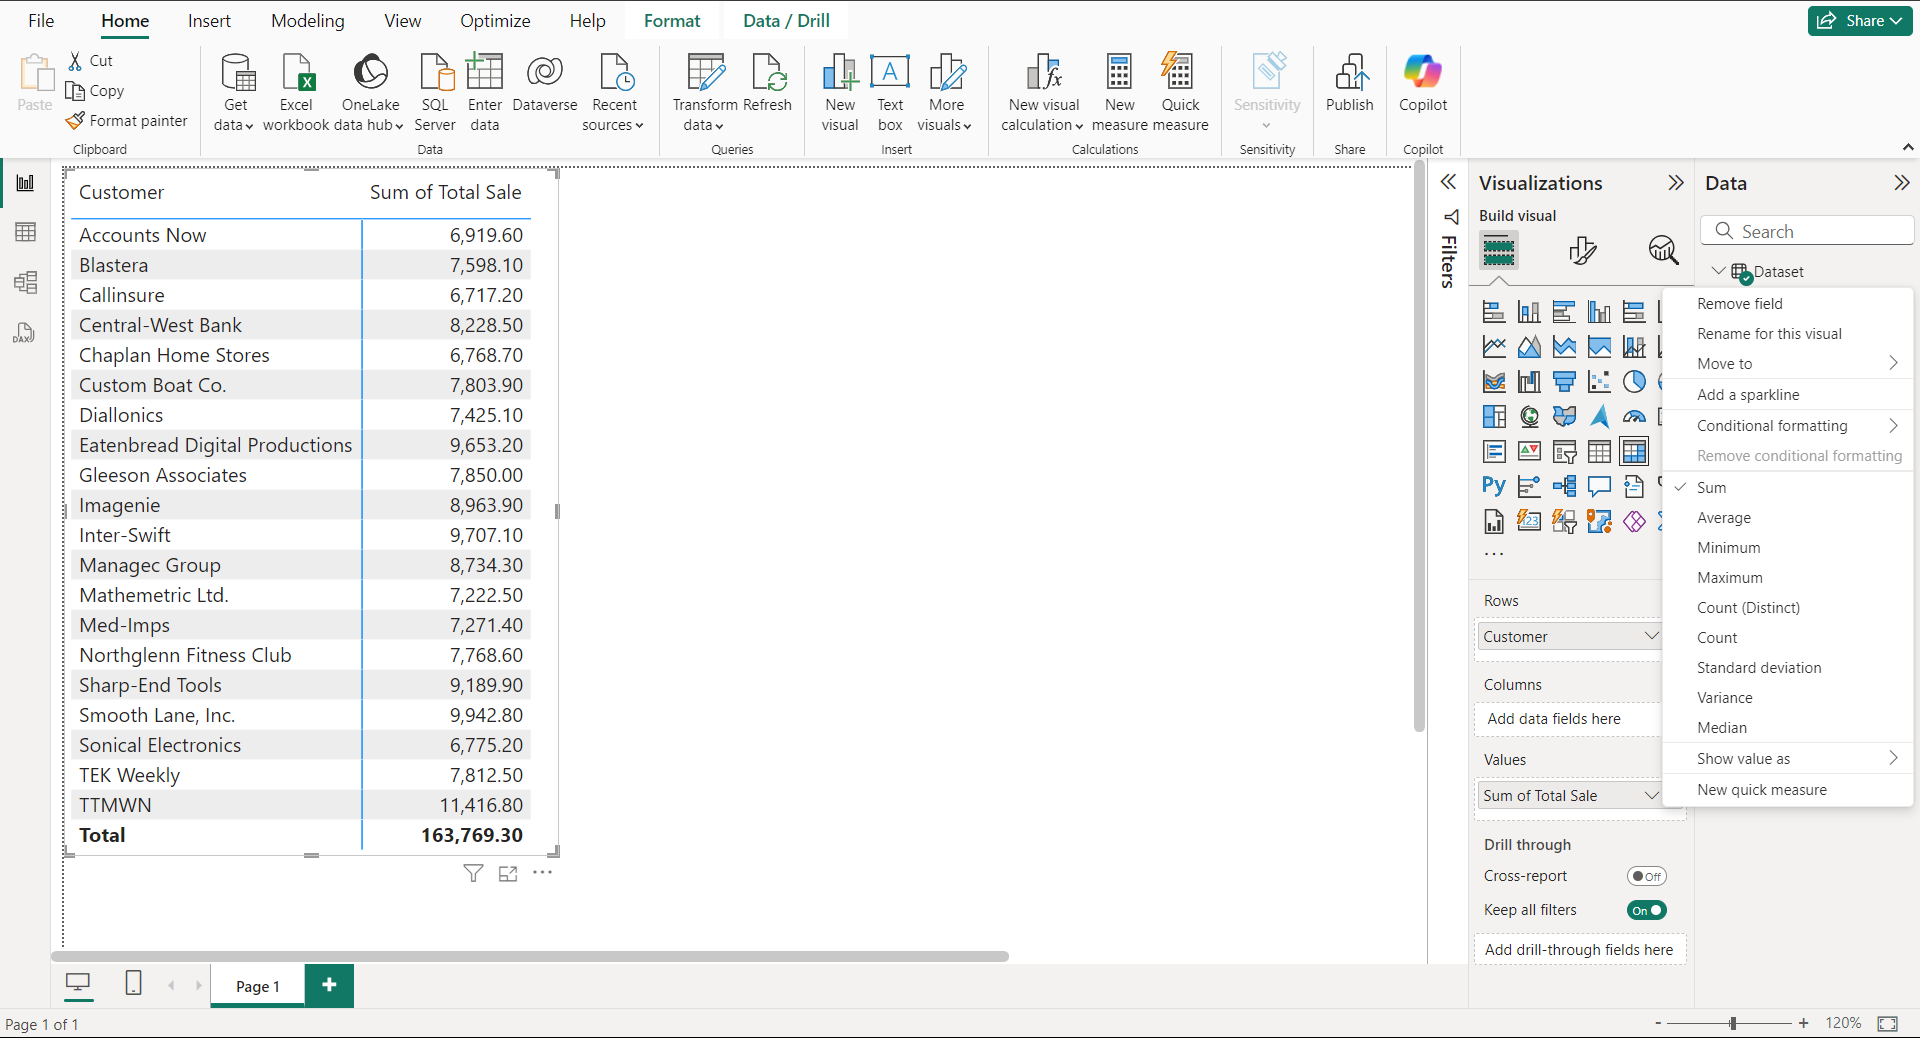 File Home Insert Modeling View Optimize Help Format Data / Drill Share
Paste
Cut
Copy
Format painter
Clipboard
Get data
Excel workbook
OneLake data hub
SQL Server
Enter data
Dataverse
Recent sources
Data
Transform data
Refresh
Queries
New visual
Text box
More visuals
Insert
New visual calculation
New measure
Quick measure
Calculations
Sensitivity
Sensitivity
Publish
Share
Copilot
Copilot
DAX
Customer Sum of Total Sale
Accounts Now 6,919.60
Blastera 7,598.10
Callinsure 6,717.20
Central-West Bank 8,228.50
Chaplan Home Stores 6,768.70
Custom Boat Co. 7,803.90
Diallonics 7,425.10
Eatenbread Digital Productions 9,653.20
Gleeson Associates 7,850.00
Imagenie 8,963.90
Inter-Swift 9,707.10
Managec Group 8,734.30
Mathemetric Ltd. 7,222.50
Med-Imps 7,271.40
Northglenn Fitness Club 7,768.60
Sharp-End Tools 9,189.90
Smooth Lane, Inc. 9,942.80
Sonical Electronics 6,775.20
TEK Weekly 7,812.50
TTMWN 11,416.80
Total 163,769.30
Filters
Visualizations
Build visual
Py
123
...
Rows
Customer
Columns
Add data fields here
Values
Sum of Total Sale
Drill through
Cross-report Off
Keep all filters On
Add drill-through fields here
Data
Search
Dataset
Remove field
Rename for this visual
Move to
Add a sparkline
Conditional formatting
Remove conditional formatting
Sum
Average
Minimum
Maximum
Count (Distinct)
Count
Standard deviation
Variance
Median
Show value as
New quick measure
Page 1 +
Page 1 of 1
- + 120%